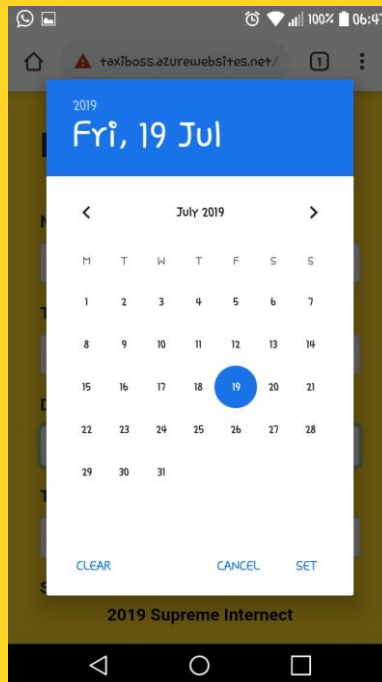 100% 06:47
taxiboss.azurewebsites.net/ 1
2019
Fri, 19 Jul
July 2019
M T W T F S S
1 2 3 4 5 6 7
8 9 10 11 12 13 14
15 16 17 18 19 20 21
22 23 24 25 26 27 28
29 30 31
CLEAR CANCEL SET
2019 Supreme Internect